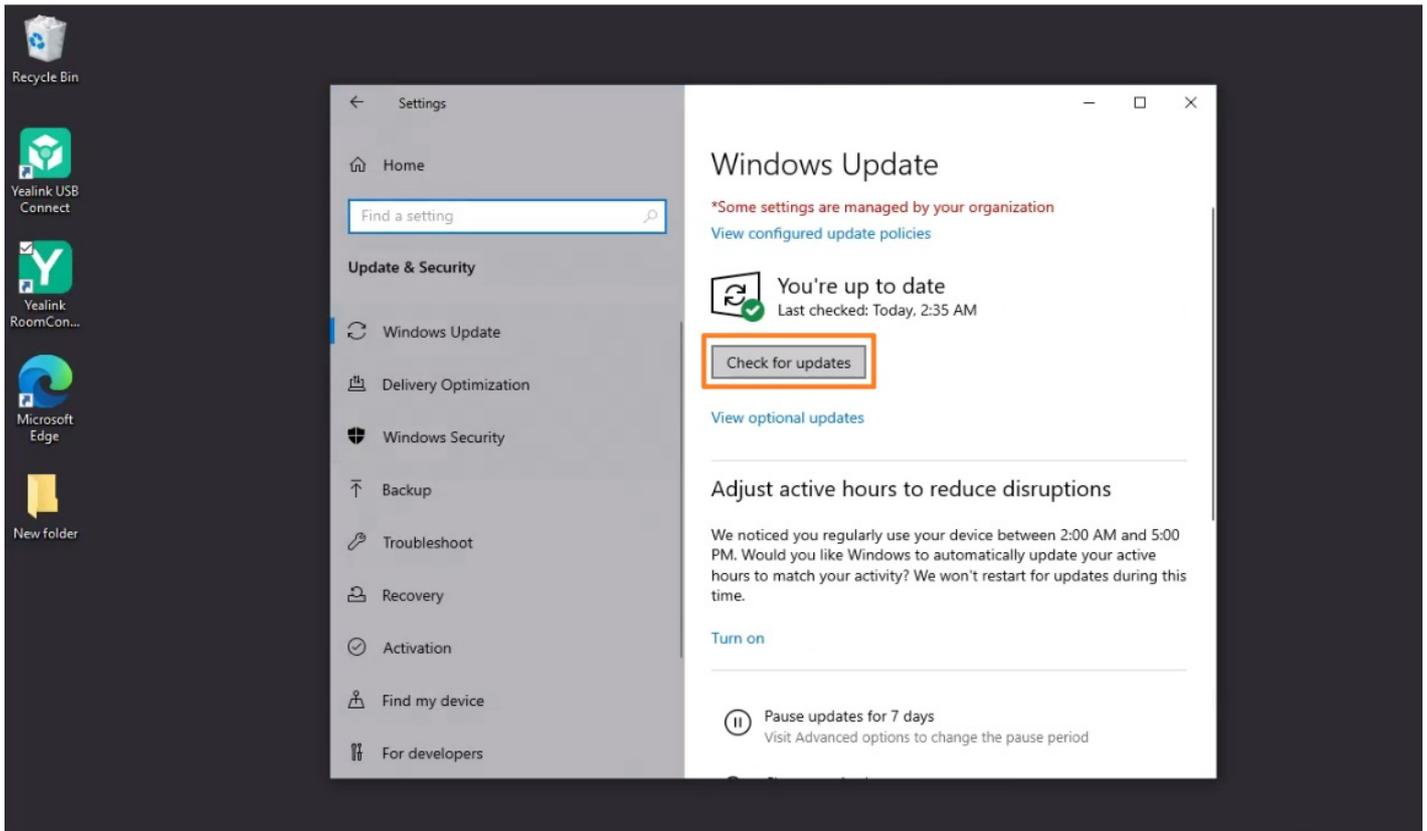 Recycle Bin
Yealink USB
Connect
Yealink
RoomCon...
Microsoft
Edge
New folder
Settings
Home
Find a setting
Update & Security
Windows Update
Delivery Optimization
Windows Security
Backup
Troubleshoot
Recovery
Activation
Find my device
For developers
Windows Update
*Some settings are managed by your organization
View configured update policies
You're up to date
Last checked: Today, 2:35 AM
Check for updates
View optional updates
Adjust active hours to reduce disruptions
We noticed you regularly use your device between 2:00 AM and 5:00
PM. Would you like Windows to automatically update your active
hours to match your activity? We won't restart for updates during this
time.
Turn on
Pause updates for 7 days
Visit Advanced options to change the pause period